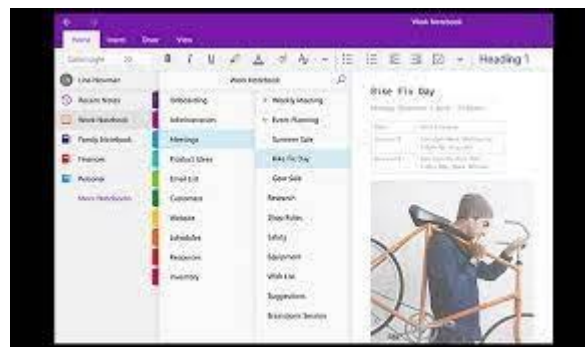 Work Notebook
Home Insert Draw View
B I U Heading 1
Lisa Newman
Recent Notes
Work Notebook
Family Notebook
Finances
Personal
More Notebooks
Work Notebook
Onboarding
Administration
Meetings
Product Ideas
Email List
Customers
Website
Schedules
Resources
Inventory
Weekly Meeting
Event Planning
Summer Sale
Bike Fix Day
Gear Sale
Research
Shop Rules
Safety
Equipment
Wish List
Suggestions
Brainstorm Session
Bike Fix Day